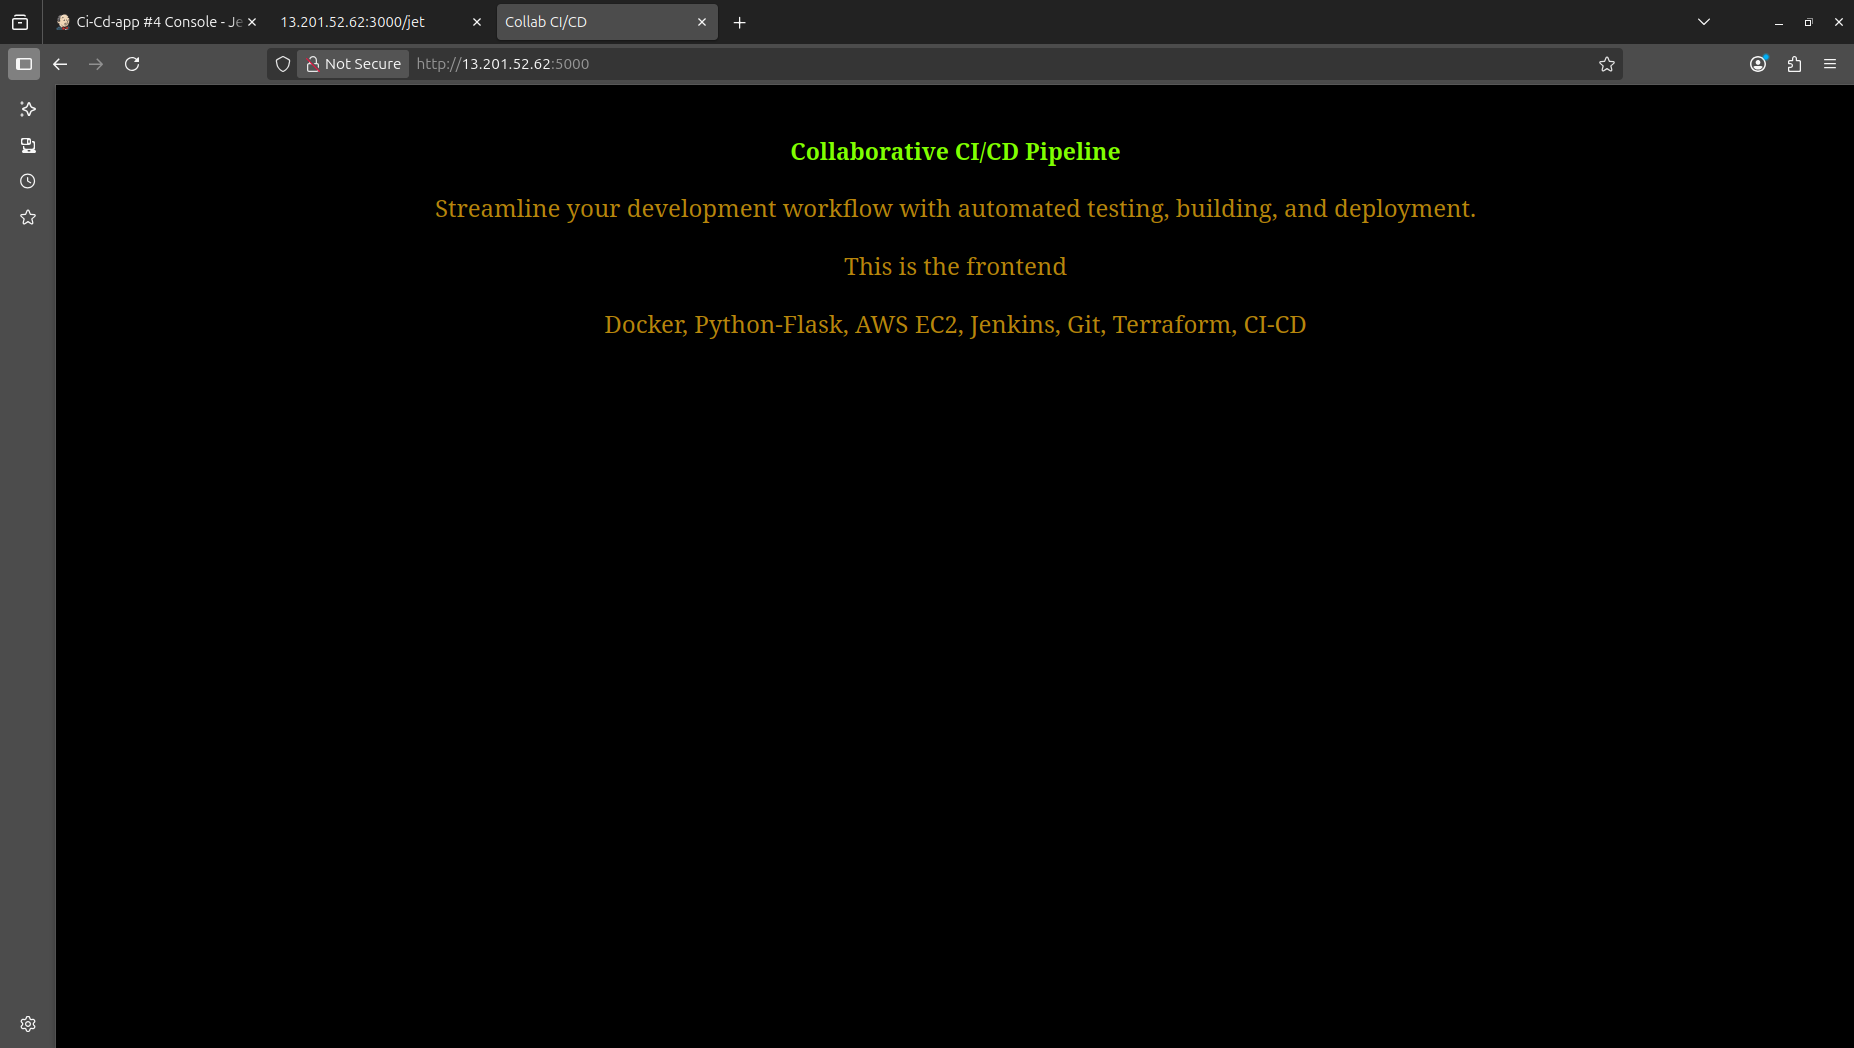 Ci-Cd-app #4 Console - Je
13.201.52.62:3000/jet
Collab CI/CD
Not Secure
http://13.201.52.62:5000
Collaborative CI/CD Pipeline
Streamline your development workflow with automated testing, building, and deployment.
This is the frontend
Docker, Python-Flask, AWS EC2, Jenkins, Git, Terraform, CI-CD